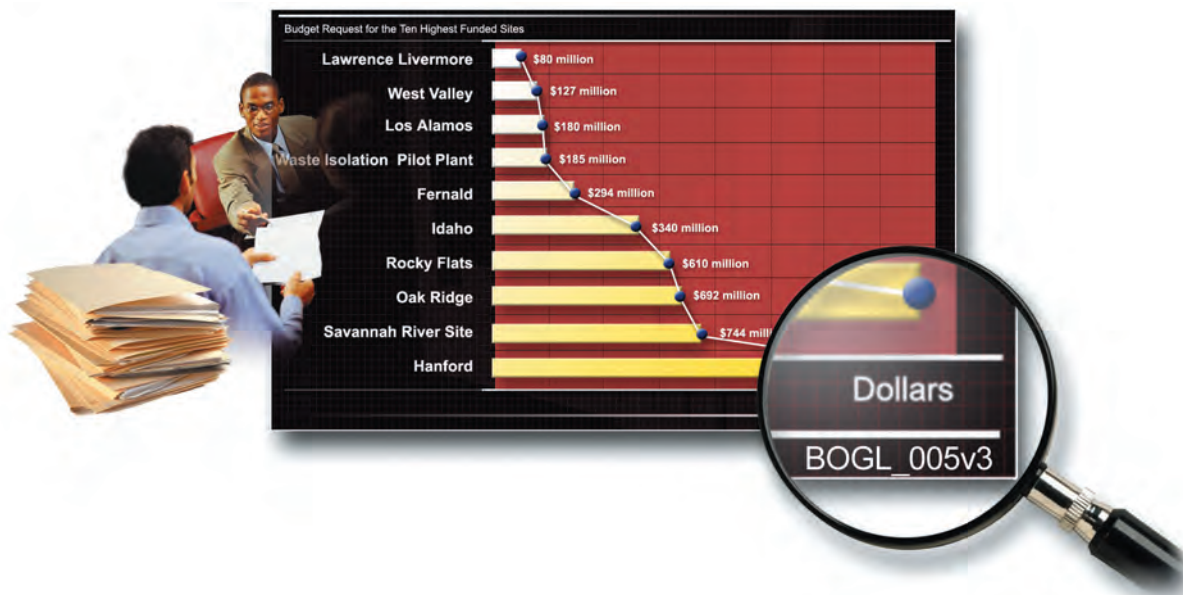 Budget Request for the Ten Highest Funded Sites
Lawrence Livermore $80 million
West Valley $127 million
Los Alamos $180 million
Waste Isolation Pilot Plant $185 million
Fernald $294 million
Idaho $340 million
Rocky Flats $610 million
Oak Ridge $692 million
Savannah River Site $744
Hanford
Dollars
BOGL_005v3